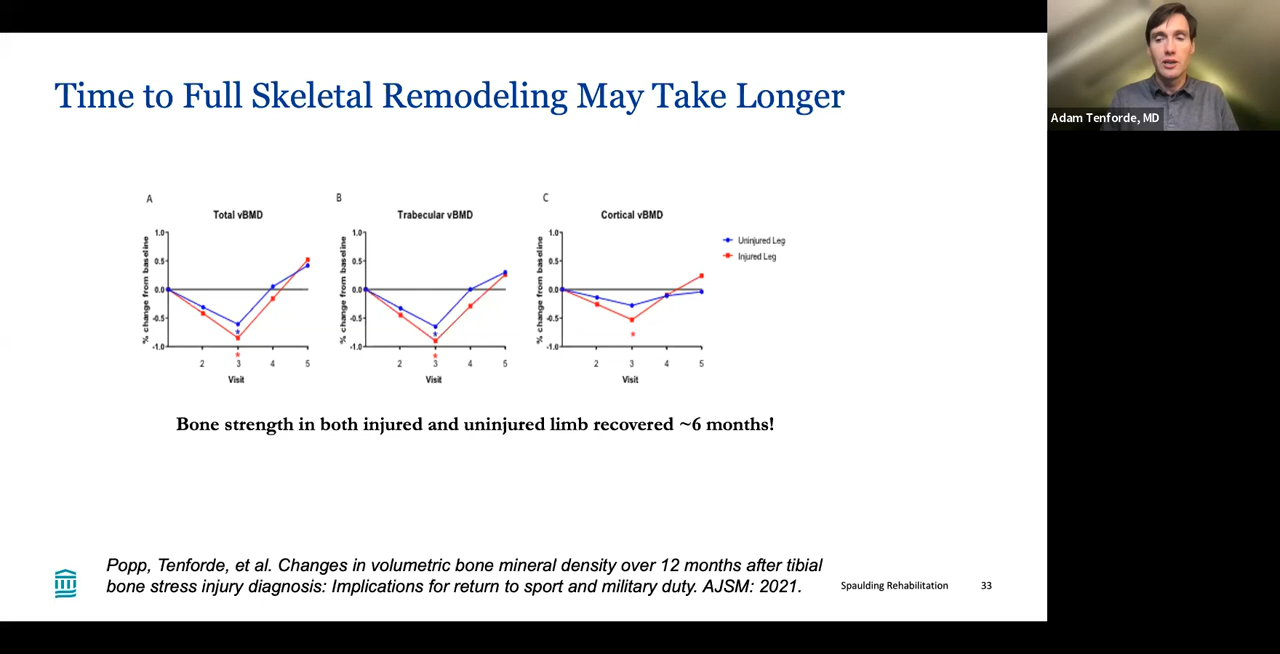 Time to Full Skeletal Remodeling May Take Longer
Adam Tenforde, MD
A
Total vBMD
% change from baseline
1.0
0.5
0.0
-0.5
-1.0
*
*
2 3 4 5
Visit
B
Trabecular vBMD
% change from baseline
1.0
0.5
0.0
-0.5
-1.0
*
*
2 3 4 5
Visit
C
Cortical vBMD
% change from baseline
1.0
0.5
0.0
-0.5
-1.0
*
2 3 4 5
Visit
Uninjured Leg
Injured Leg
Bone strength in both injured and uninjured limb recovered ~6 months!
Popp, Tenforde, et al. Changes in volumetric bone mineral density over 12 months after tibial
bone stress injury diagnosis: Implications for return to sport and military duty. AJSM: 2021.
Spaulding Rehabilitation 33